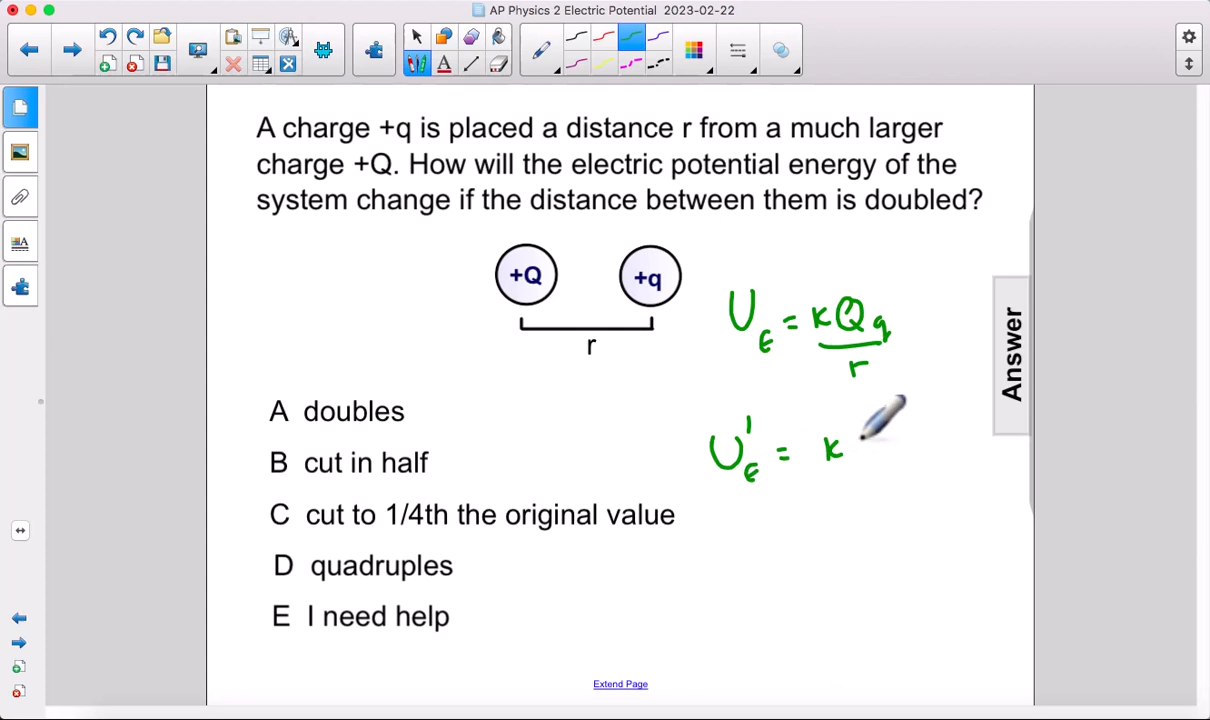 AP Physics 2 Electric Potential 2023-02-22
A charge +q is placed a distance r from a much larger
charge +Q. How will the electric potential energy of the
system change if the distance between them is doubled?
+Q
+q
r
U_E = kQq/r
Answer
A doubles
U'_E = k
B cut in half
C cut to 1/4th the original value
D quadruples
E I need help
Extend Page